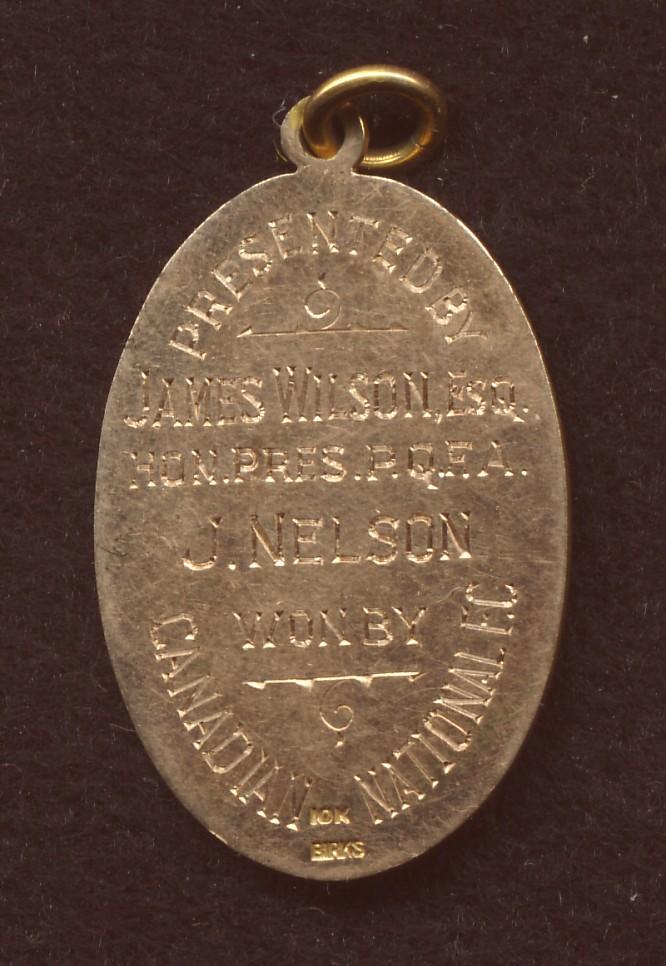 PRESENTED BY
JAMES WILSON, ESQ.
HON. PRES. P.Q.F.A.
J. NELSON
WON BY
CANADIAN NATIONAL F.C
10K
BIRKS